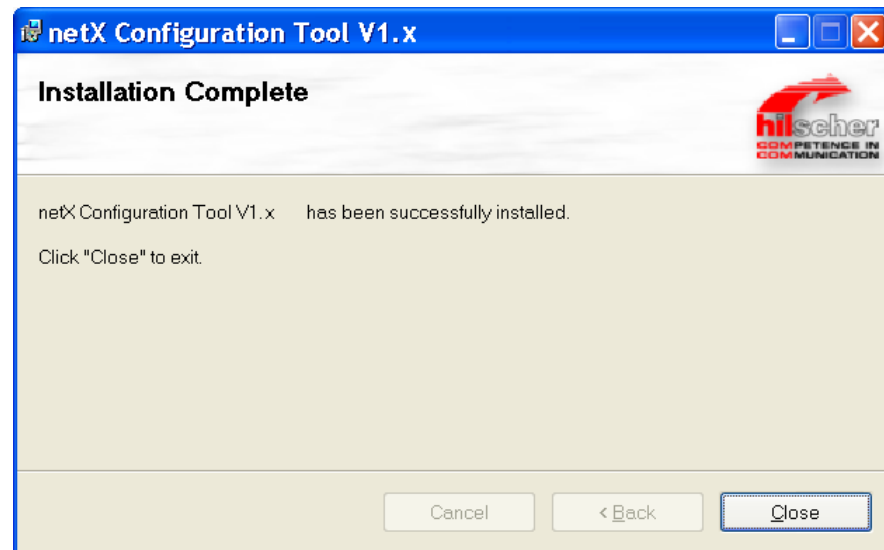 netX Configuration Tool V1.x
Installation Complete
hilscher
COMPETENCE IN
COMMUNICATION
netX Configuration Tool V1.x has been successfully installed.
Click "Close" to exit.
Cancel
< Back
Close